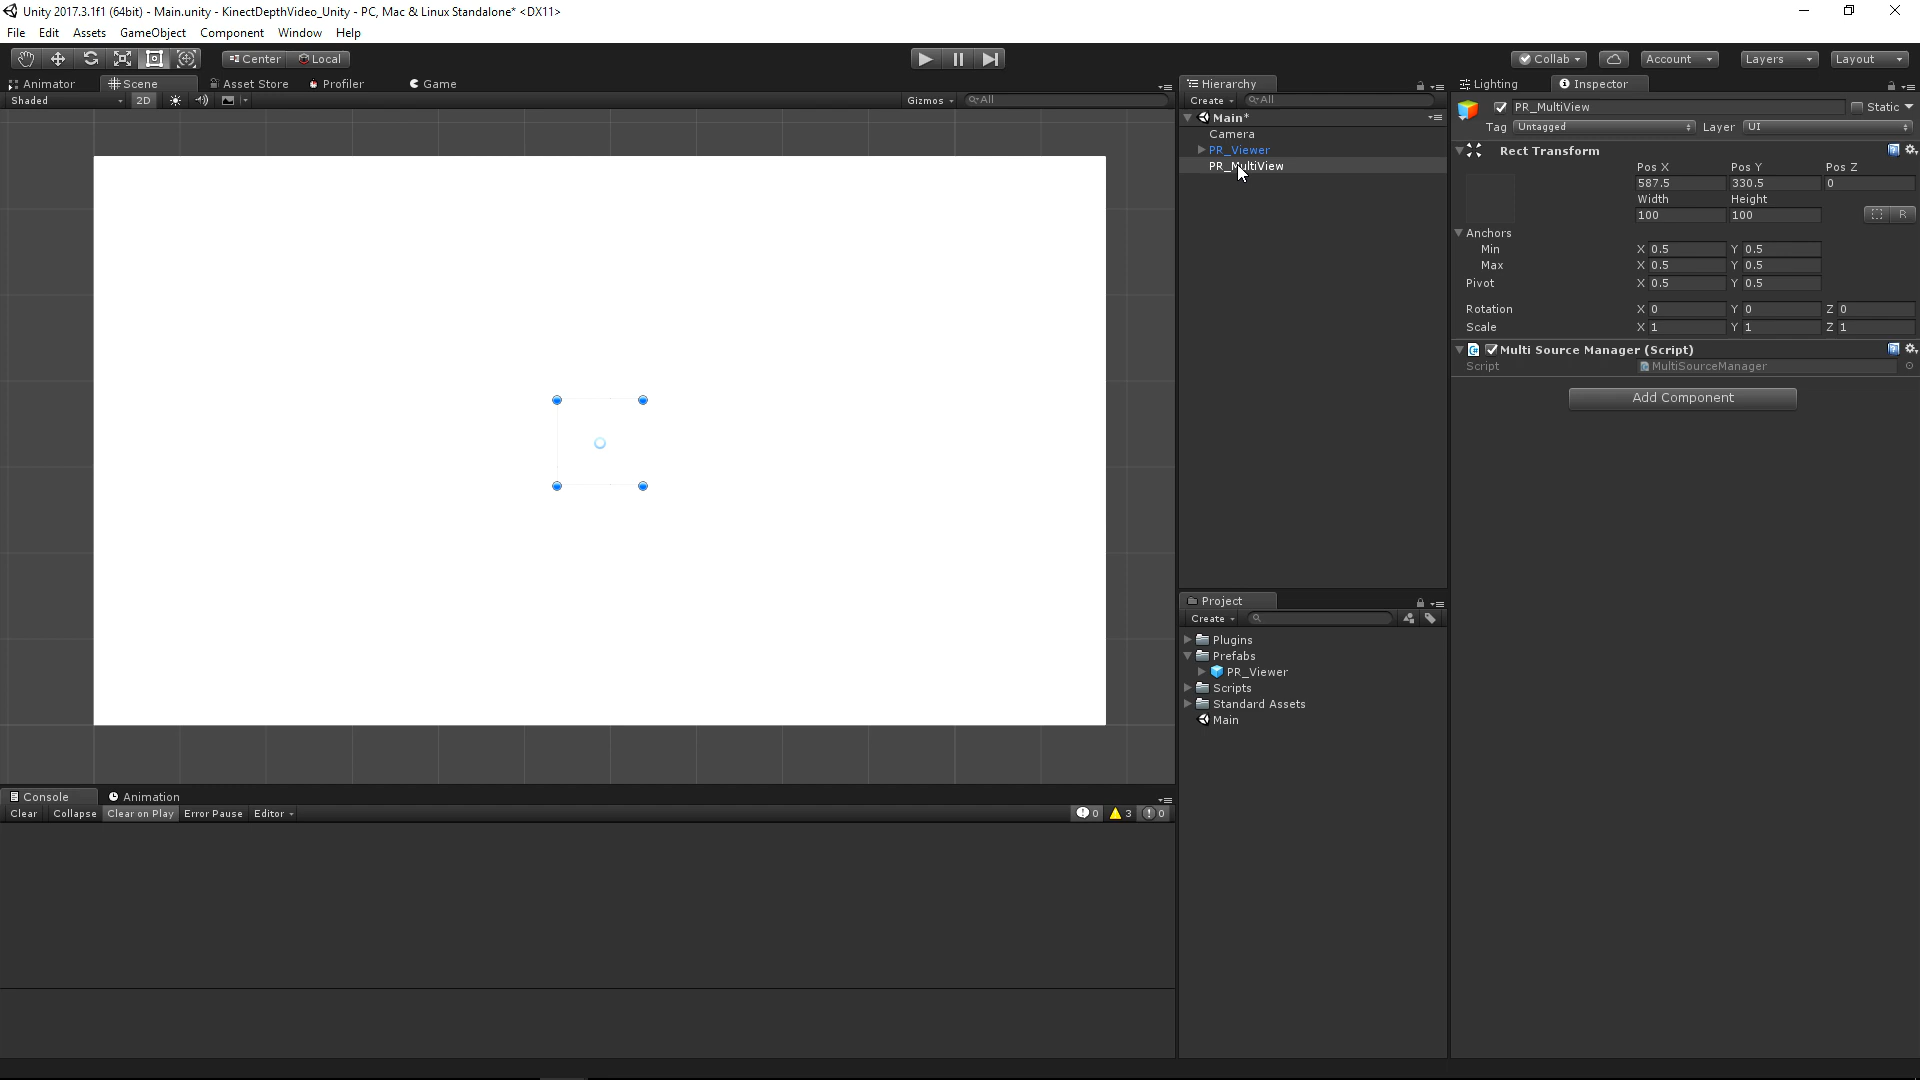 Unity 2017.3.1f1 (64bit) - Main.unity - KinectDepthVideo_Unity - PC, Mac & Linux Standalone* <DX11>
File Edit Assets GameObject Component Window Help
Center Local
Collab Account Layers Layout
Animator Scene Asset Store Profiler Game
Shaded 2D Gizmos All
Hierarchy
Create All
Main*
Camera
PR_Viewer
PR_MultiView
Lighting Inspector
PR_MultiView Static
Tag Untagged Layer UI
Rect Transform
Pos X Pos Y Pos Z
587.5 330.5 0
Width Height
100 100
R
Anchors
Min X 0.5 Y 0.5
Max X 0.5 Y 0.5
Pivot X 0.5 Y 0.5
Rotation X 0 Y 0 Z 0
Scale X 1 Y 1 Z 1
Multi Source Manager (Script)
Script MultiSourceManager
Add Component
Project
Create
Plugins
Prefabs
PR_Viewer
Scripts
Standard Assets
Main
Console Animation
Clear Collapse Clear on Play Error Pause Editor 0 3 0